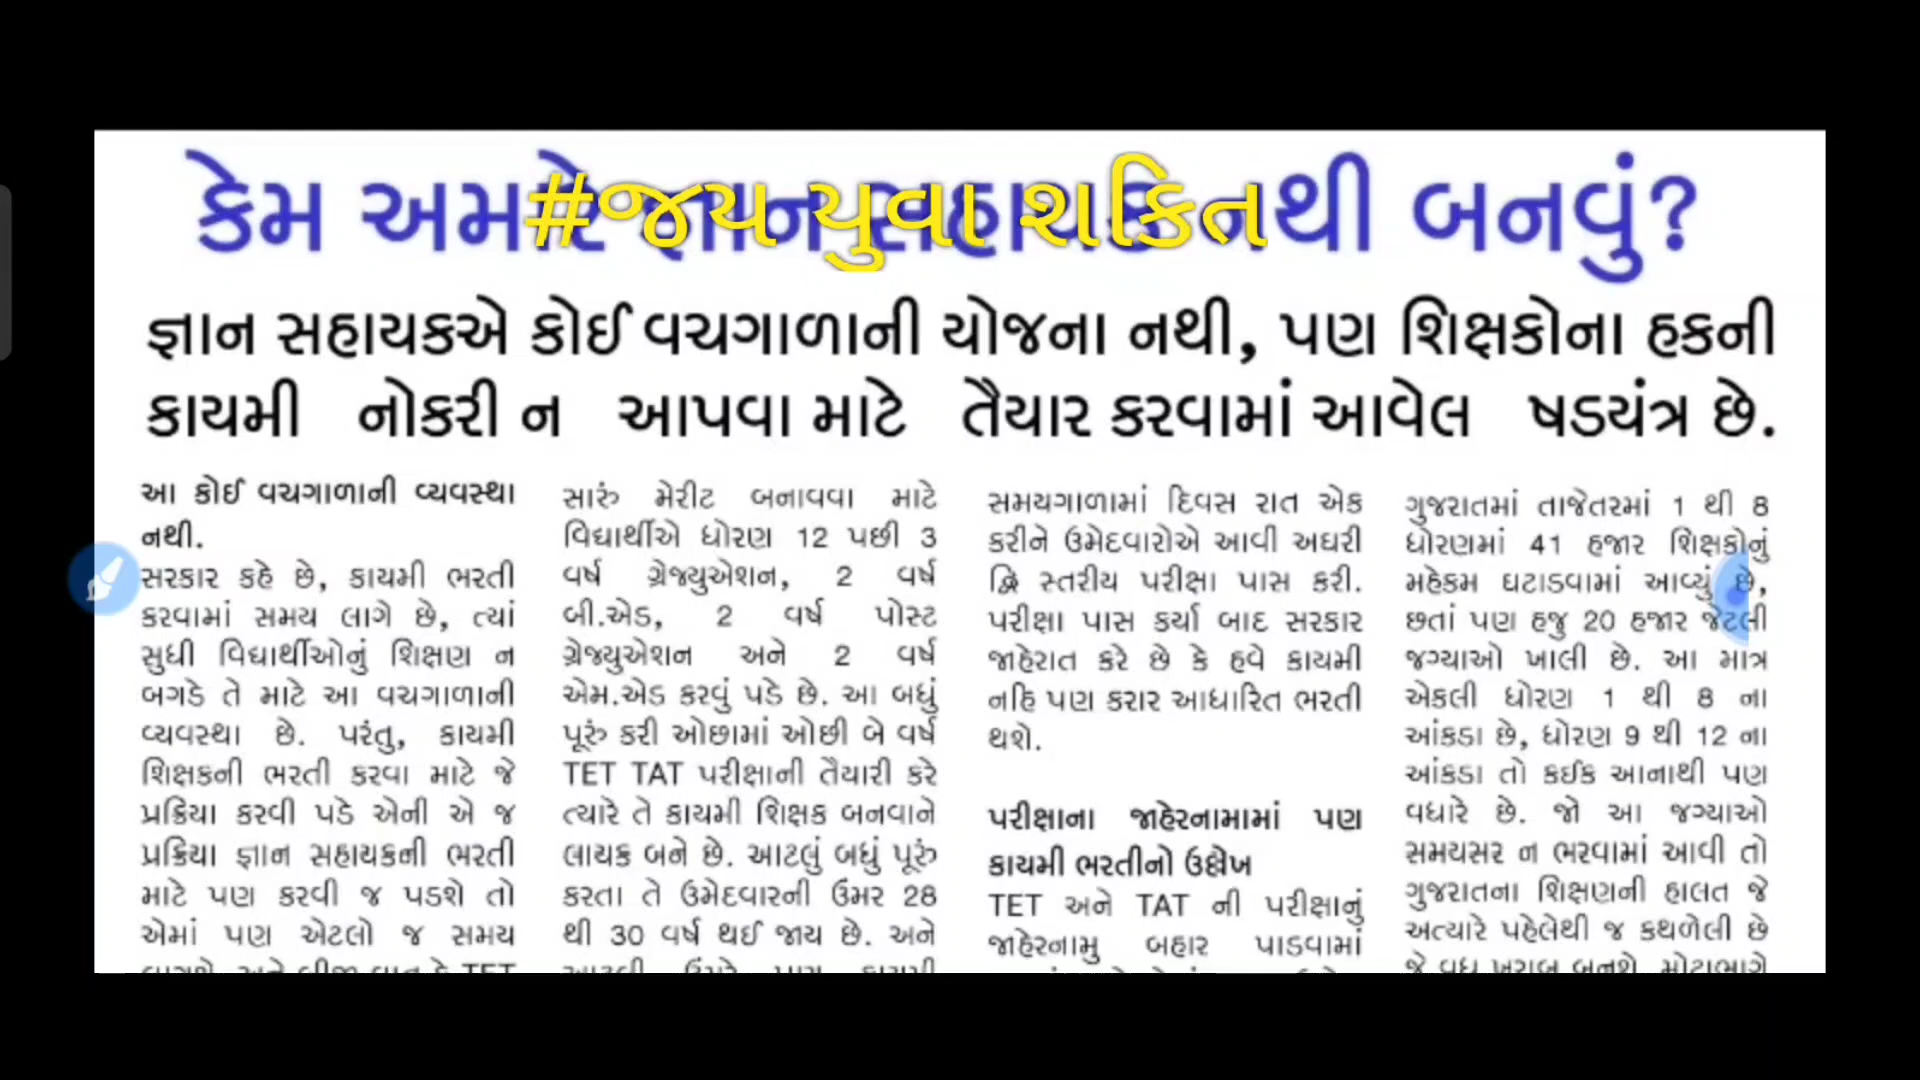 કેમ અમારે જ્ઞાન સહાયક નથી બનવું?
#જય યુવા શકિત
જ્ઞાન સહાયકએ કોઈ વચગાળાની યોજના નથી, પણ શિક્ષકોના હકની
કાયમી નોકરી ન આપવા માટે તૈયાર કરવામાં આવેલ ષડયંત્ર છે.
આ કોઈ વચગાળાની વ્યવસ્થા
નથી.
સરકાર કહે છે, કાયમી ભરતી
કરવામાં સમય લાગે છે, ત્યાં
સુધી વિદ્યાર્થીઓનું શિક્ષણ ન
બગડે તે માટે આ વચગાળાની
વ્યવસ્થા છે. પરંતુ, કાયમી
શિક્ષકની ભરતી કરવા માટે જે
પ્રક્રિયા કરવી પડે એની એ જ
પ્રક્રિયા જ્ઞાન સહાયકની ભરતી
માટે પણ કરવી જ પડશે તો
એમાં પણ એટલો જ સમય
સારું મેરીટ બનાવવા માટે
વિદ્યાર્થીએ ધોરણ 12 પછી 3
વર્ષ ગ્રેજ્યુએશન, 2 વર્ષ
બી.એડ, 2 વર્ષ પોસ્ટ
ગ્રેજ્યુએશન અને 2 વર્ષ
એમ.એડ કરવું પડે છે. આ બધું
પૂરું કરી ઓછામાં ઓછી બે વર્ષ
TET TAT પરીક્ષાની તૈયારી કરે
ત્યારે તે કાયમી શિક્ષક બનવાને
લાયક બને છે. આટલું બધું પૂરું
કરતા તે ઉમેદવારની ઉંમર 28
થી 30 વર્ષ થઈ જાય છે. અને
સમયગાળામાં દિવસ રાત એક
કરીને ઉમેદવારોએ આવી અઘરી
દ્વિ સ્તરીય પરીક્ષા પાસ કરી.
પરીક્ષા પાસ કર્યા બાદ સરકાર
જાહેરાત કરે છે કે હવે કાયમી
નહિ પણ કરાર આધારિત ભરતી
થશે.
પરીક્ષાના જાહેરનામામાં પણ
કાયમી ભરતીનો ઉલ્લેખ
TET અને TAT ની પરીક્ષાનું
જાહેરનામુ બહાર પાડવામાં
ગુજરાતમાં તાજેતરમાં 1 થી 8
ધોરણમાં 41 હજાર શિક્ષકોનું
મહેકમ ઘટાડવામાં આવ્યું છે,
છતાં પણ હજુ 20 હજાર જેટલી
જગ્યાઓ ખાલી છે. આ માત્ર
એકલી ધોરણ 1 થી 8 ના
આંકડા છે, ધોરણ 9 થી 12 ના
આંકડા તો કઈક આનાથી પણ
વધારે છે. જો આ જગ્યાઓ
સમયસર ન ભરવામાં આવી તો
ગુજરાતના શિક્ષણની હાલત જે
અત્યારે પહેલેથી જ કથળેલી છે